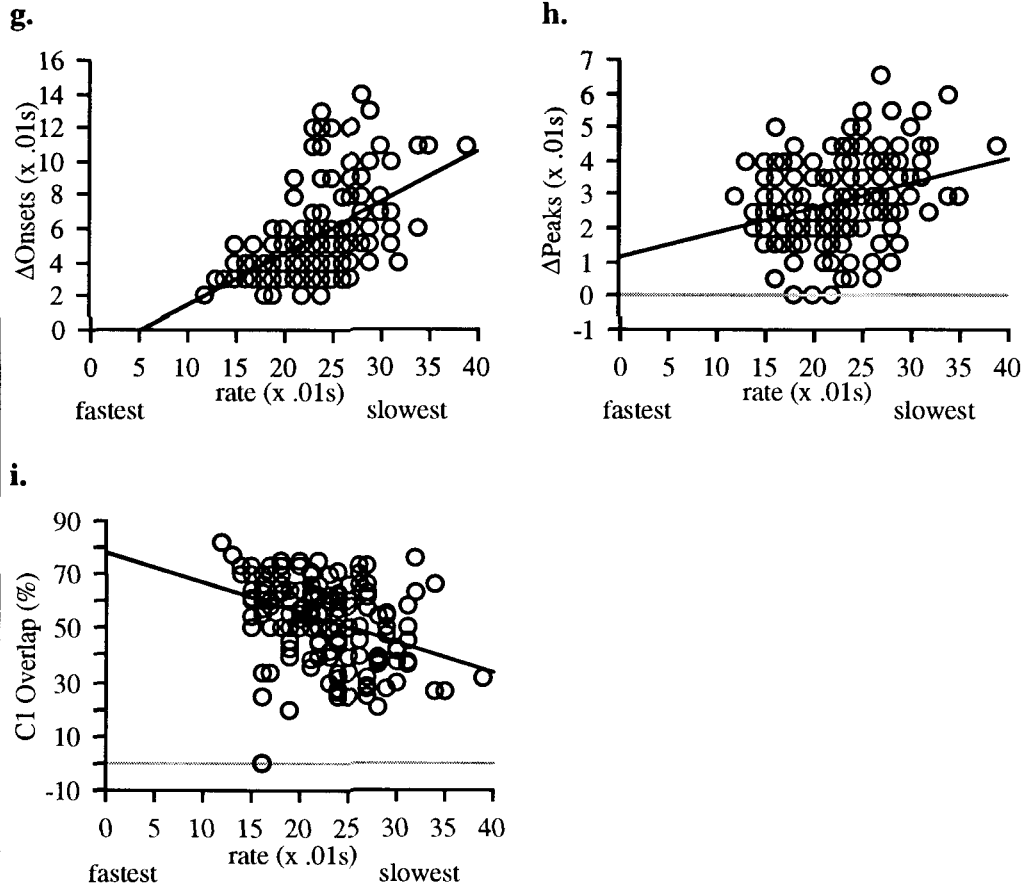 g.
16
14
12
10
8
6
4
2
0
ΔOnsets (x .01s)
0 5 10 15 20 25 30 35 40
rate (x .01s)
fastest slowest
h.
7
6
5
4
3
2
1
0
-1
ΔPeaks (x .01s)
0 5 10 15 20 25 30 35 40
rate (x .01s)
fastest slowest
i.
90
70
50
30
10
-10
C1 Overlap (%)
0 5 10 15 20 25 30 35 40
rate (x .01s)
fastest slowest